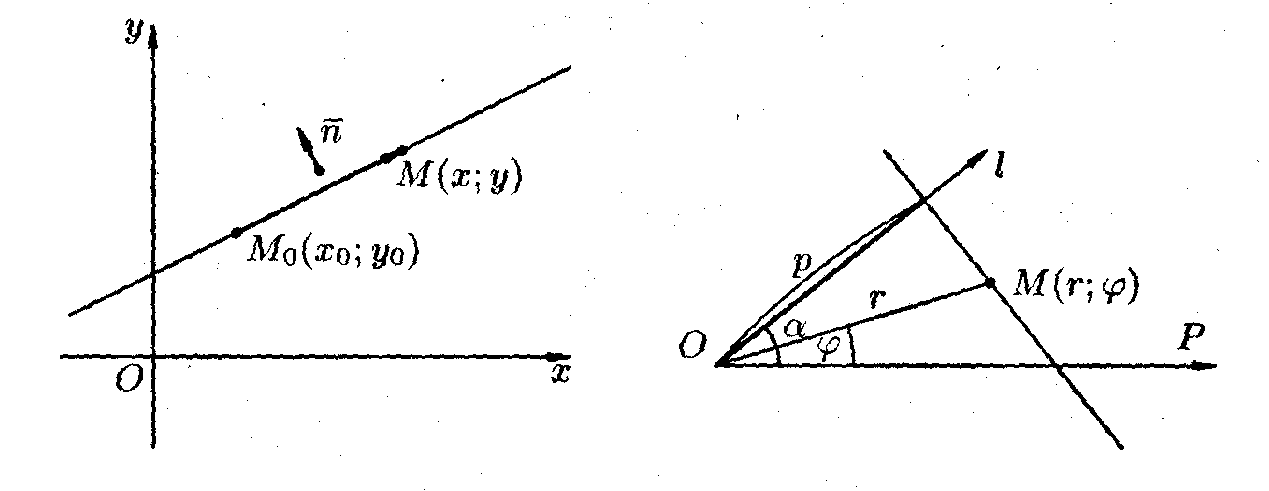 y
n̄
M(x; y)
M₀(x₀; y₀)
O
x
l
p
r
M(r; φ)
α
φ
O
P